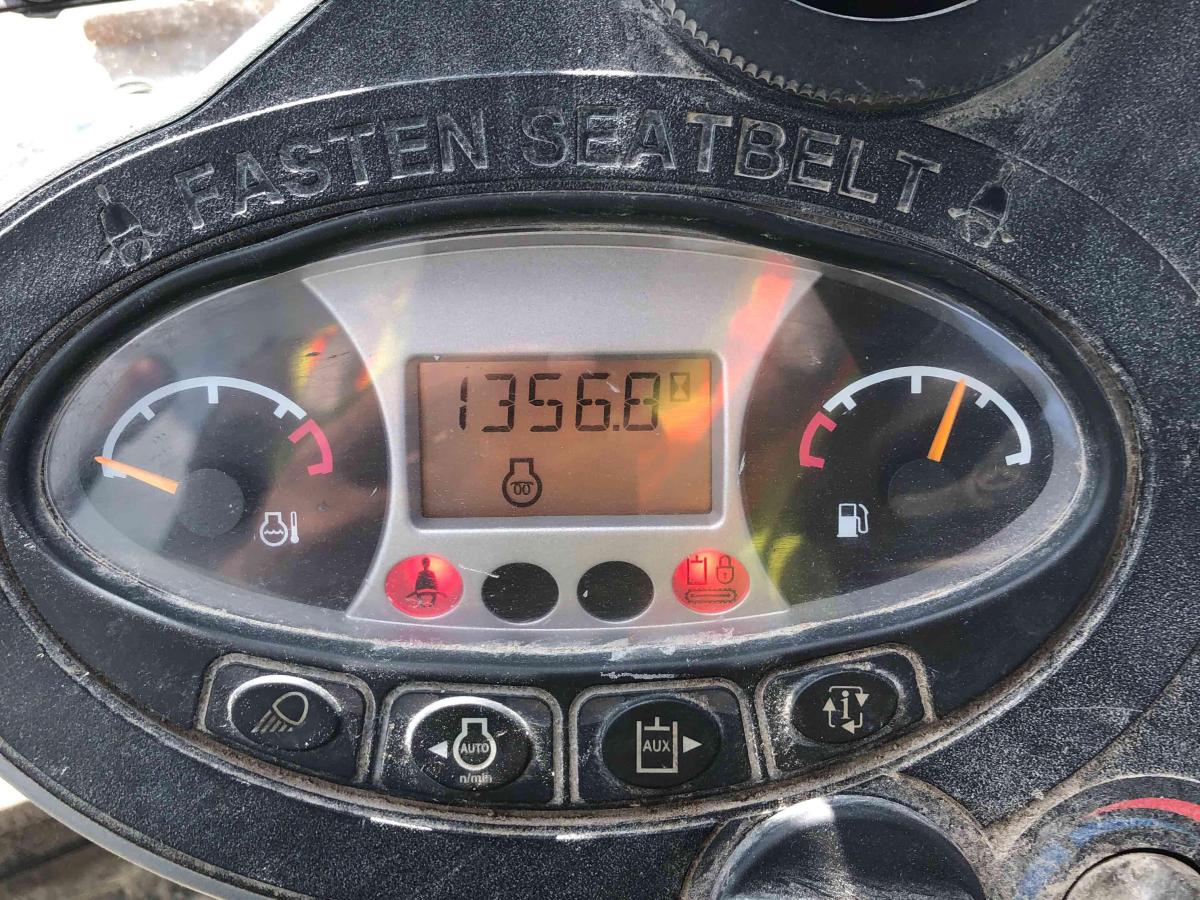 FASTEN SEATBELT
1356.8
AUTO
n/min
AUX
i